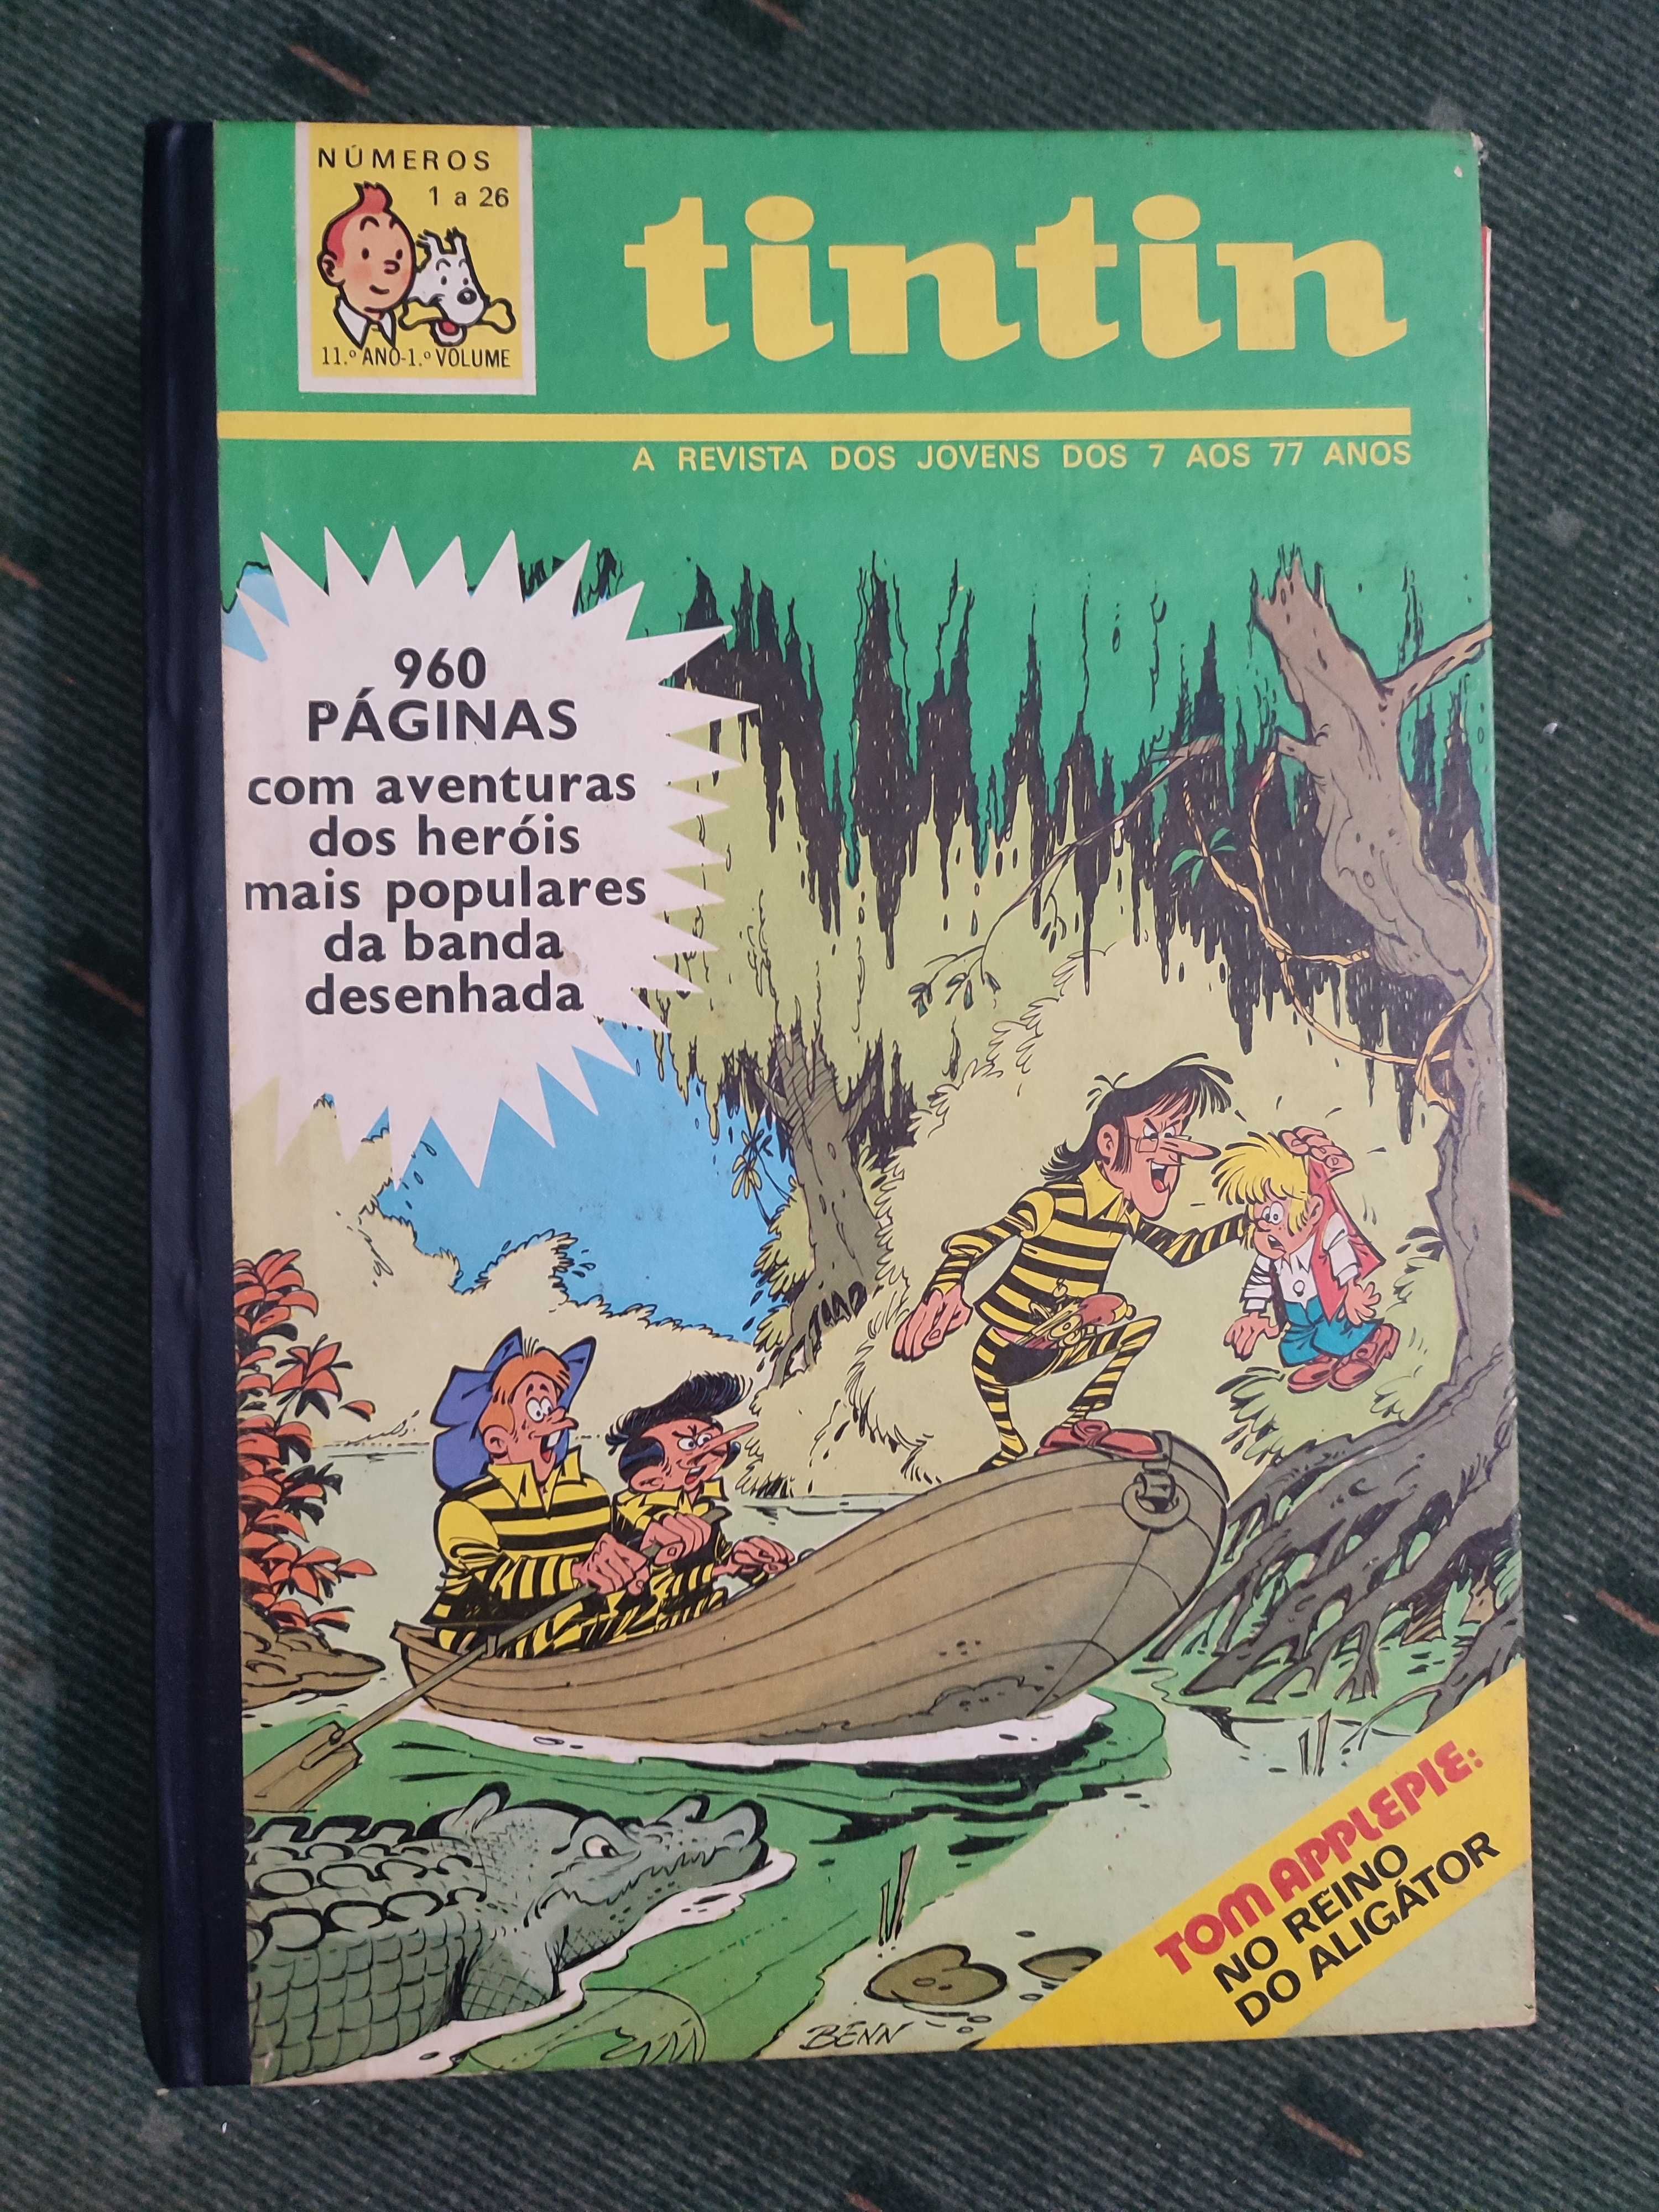 NÚMEROS
1 a 26
11.º ANO-1.º VOLUME
tintin
A REVISTA DOS JOVENS DOS 7 AOS 77 ANOS
960
PÁGINAS
com aventuras
dos heróis
mais populares
da banda
desenhada
TOM APPLEPIE:
NO REINO
DO ALIGÁTOR
BENN